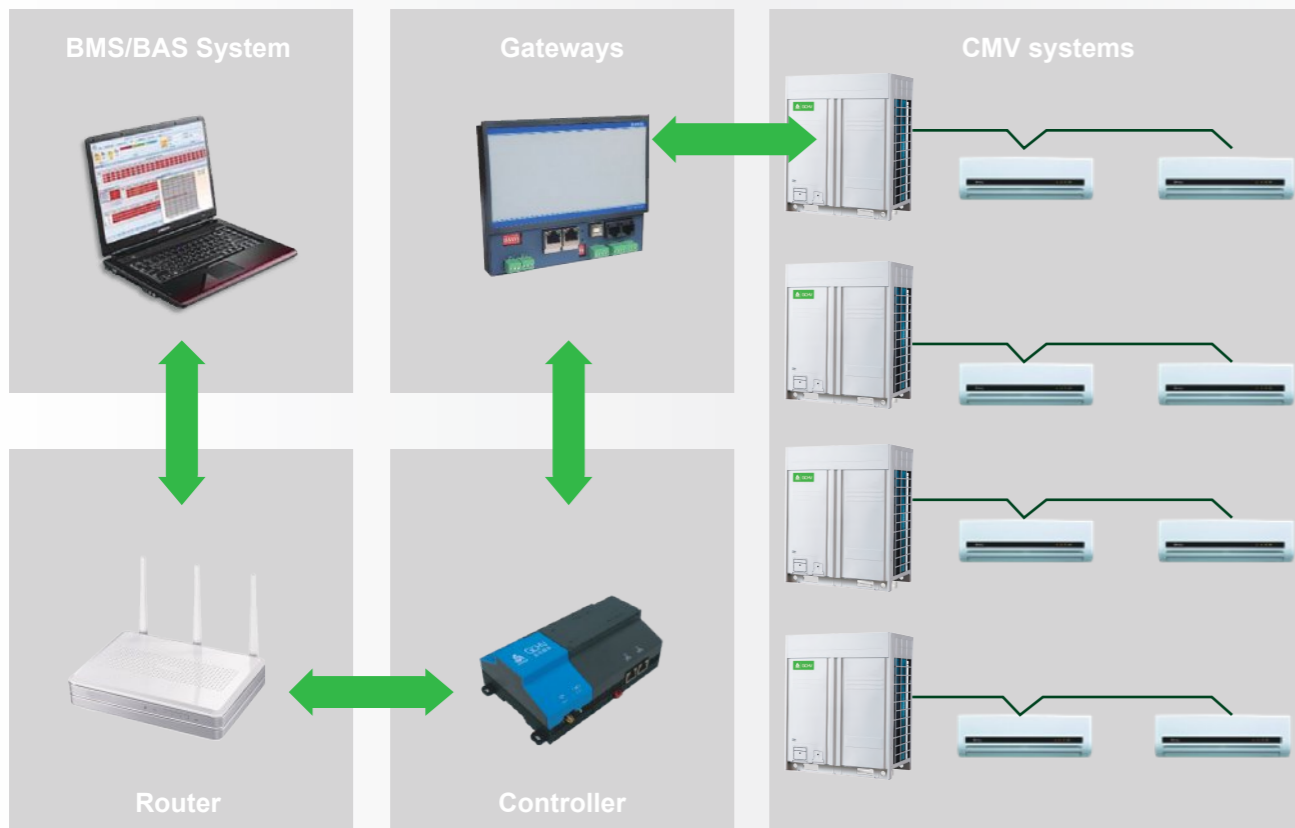 BMS/BAS System
Gateways
CMV systems
Router
Controller